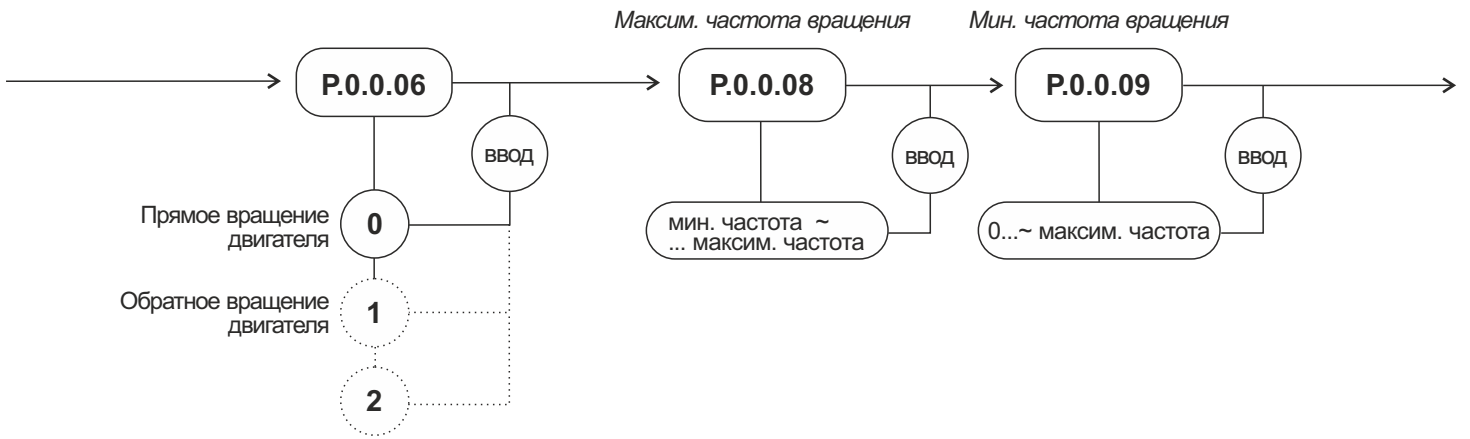 Максим. частота вращения
Мин. частота вращения
P.0.0.06
P.0.0.08
P.0.0.09
ввод
ввод
ввод
Прямое вращение
двигателя
0
мин. частота ~
... максим. частота
0...~ максим. частота
Обратное вращение
двигателя
1
2